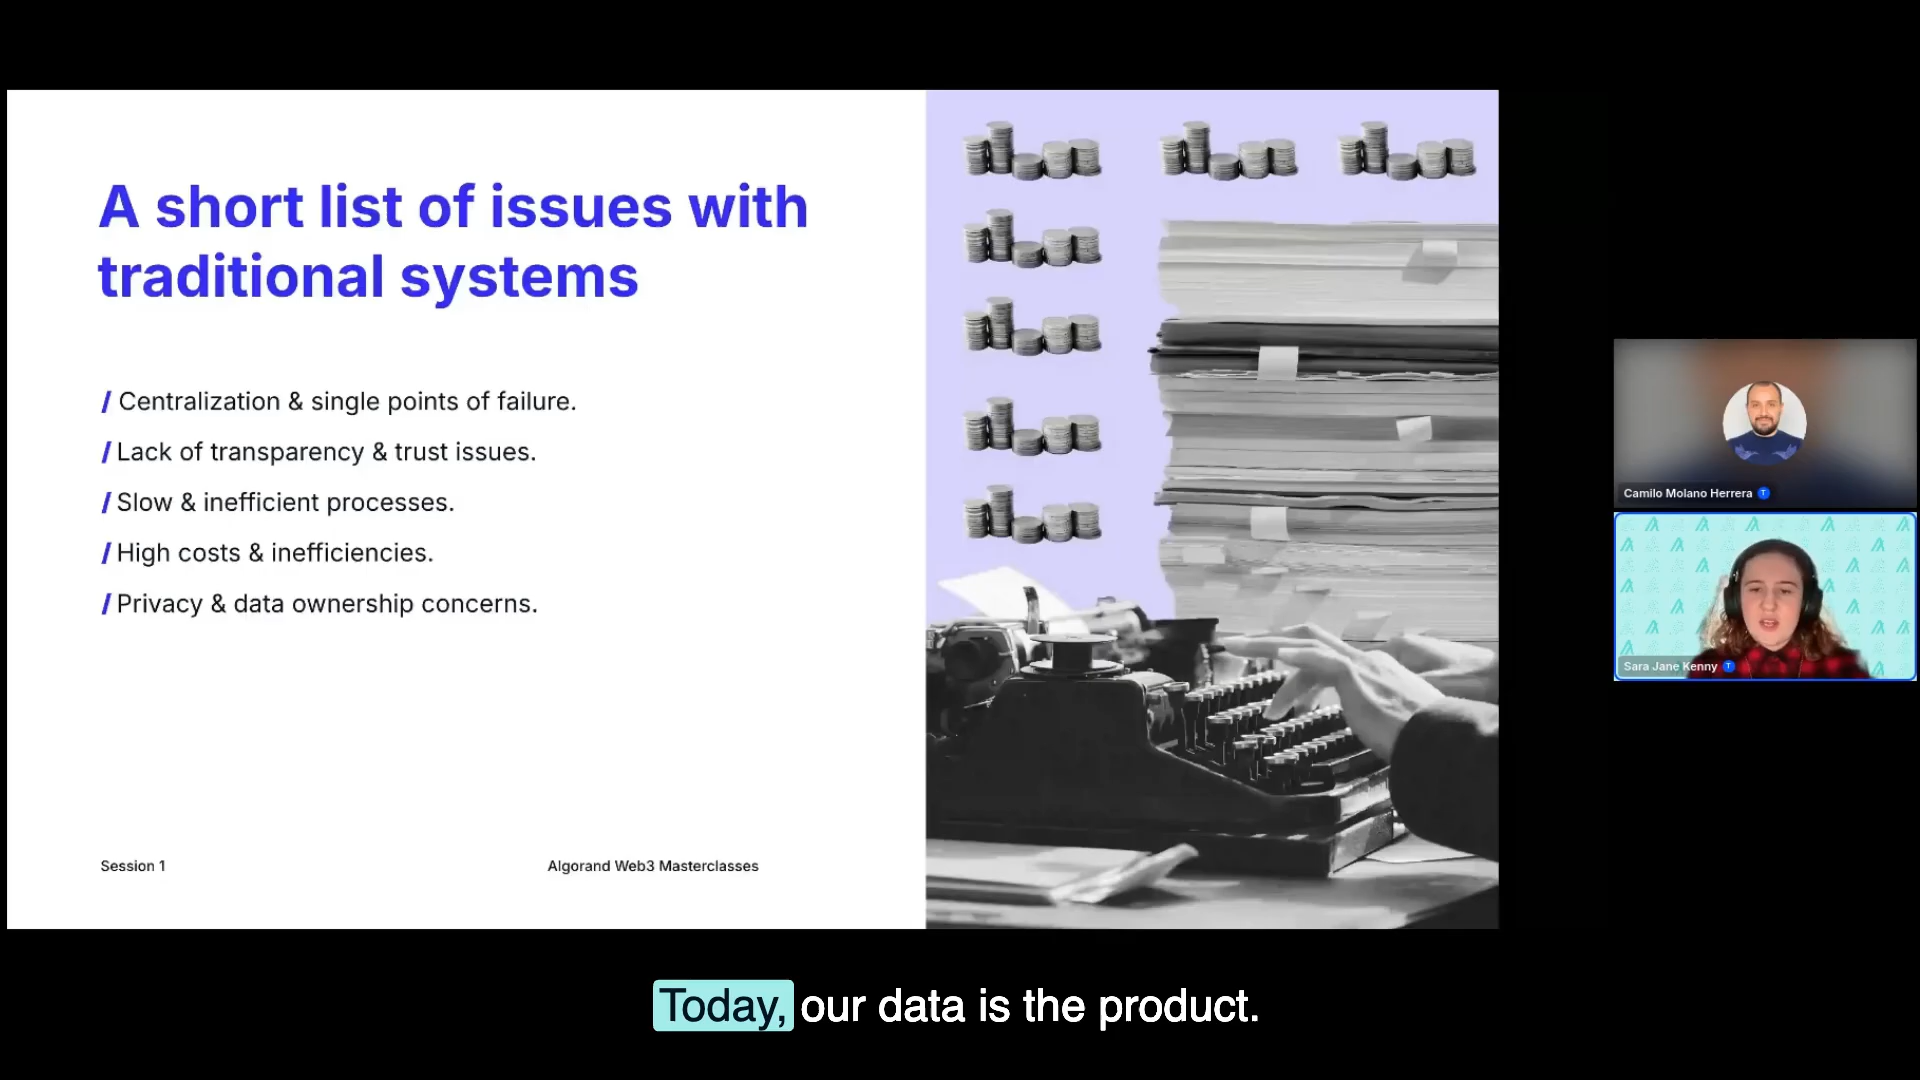 A short list of issues with
traditional systems
/ Centralization & single points of failure.
/ Lack of transparency & trust issues.
/ Slow & inefficient processes.
/ High costs & inefficiencies.
/ Privacy & data ownership concerns.
Session 1
Algorand Web3 Masterclasses
Camilo Molano Herrera T
Sara Jane Kenny T
Today, our data is the product.